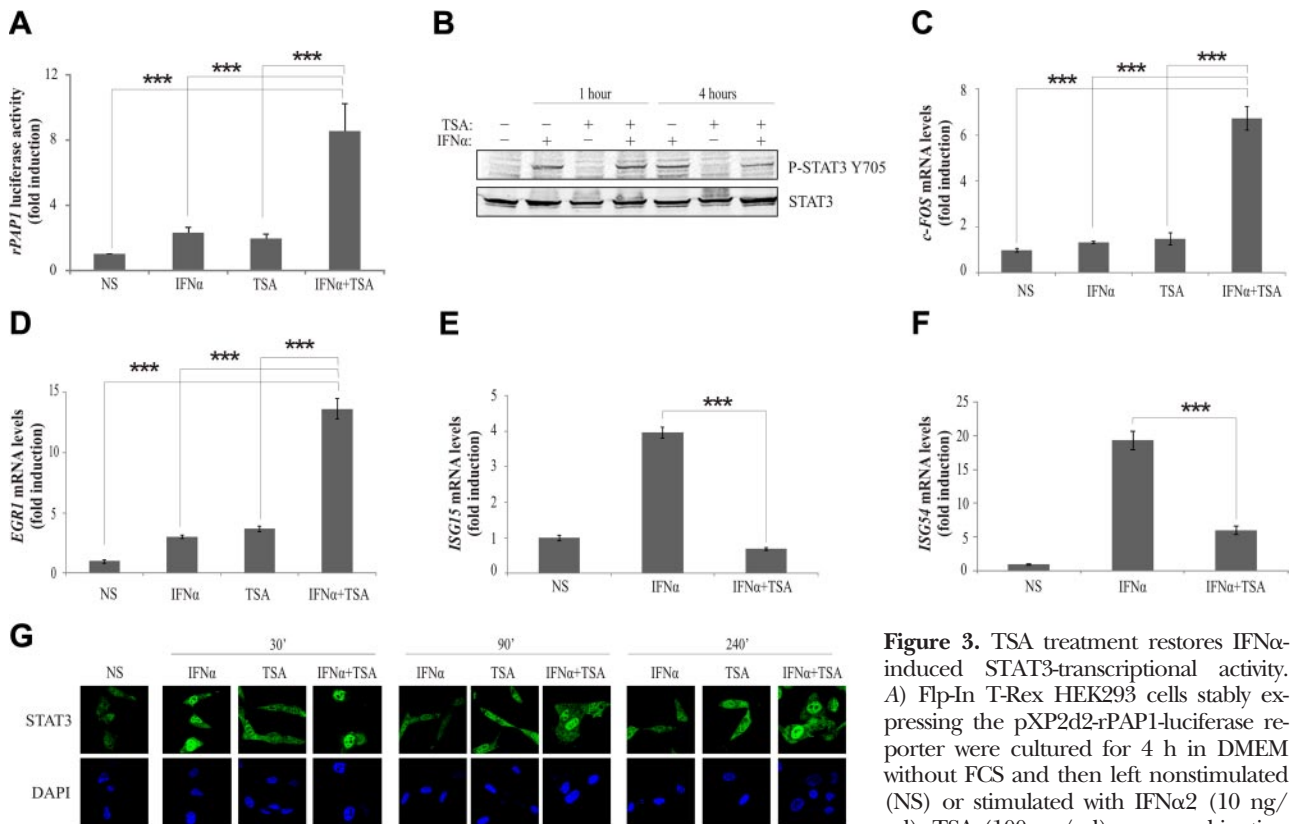 A
rPAP1 luciferase activity
(fold induction)
12
8
4
0
***
***
***
NS IFNα TSA IFNα+TSA
B
1 hour 4 hours
TSA: – – + + – + +
IFNα: – + – + + – +
P-STAT3 Y705
STAT3
C
c-FOS mRNA levels
(fold induction)
8
6
4
2
0
***
***
***
NS IFNα TSA IFNα+TSA
D
EGR1 mRNA levels
(fold induction)
15
10
5
0
***
***
***
NS IFNα TSA IFNα+TSA
E
ISG15 mRNA levels
(fold induction)
5
4
3
2
1
0
***
NS IFNα IFNα+TSA
F
ISG54 mRNA levels
(fold induction)
25
20
15
10
5
0
***
NS IFNα IFNα+TSA
G
30’ 90’ 240’
NS IFNα TSA IFNα+TSA IFNα TSA IFNα+TSA IFNα TSA IFNα+TSA
STAT3
DAPI
Figure 3. TSA treatment restores IFNα-
induced STAT3-transcriptional activity.
A) Flp-In T-Rex HEK293 cells stably ex-
pressing the pXP2d2-rPAP1-luciferase re-
porter were cultured for 4 h in DMEM
without FCS and then left nonstimulated
(NS) or stimulated with IFNα2 (10 ng/